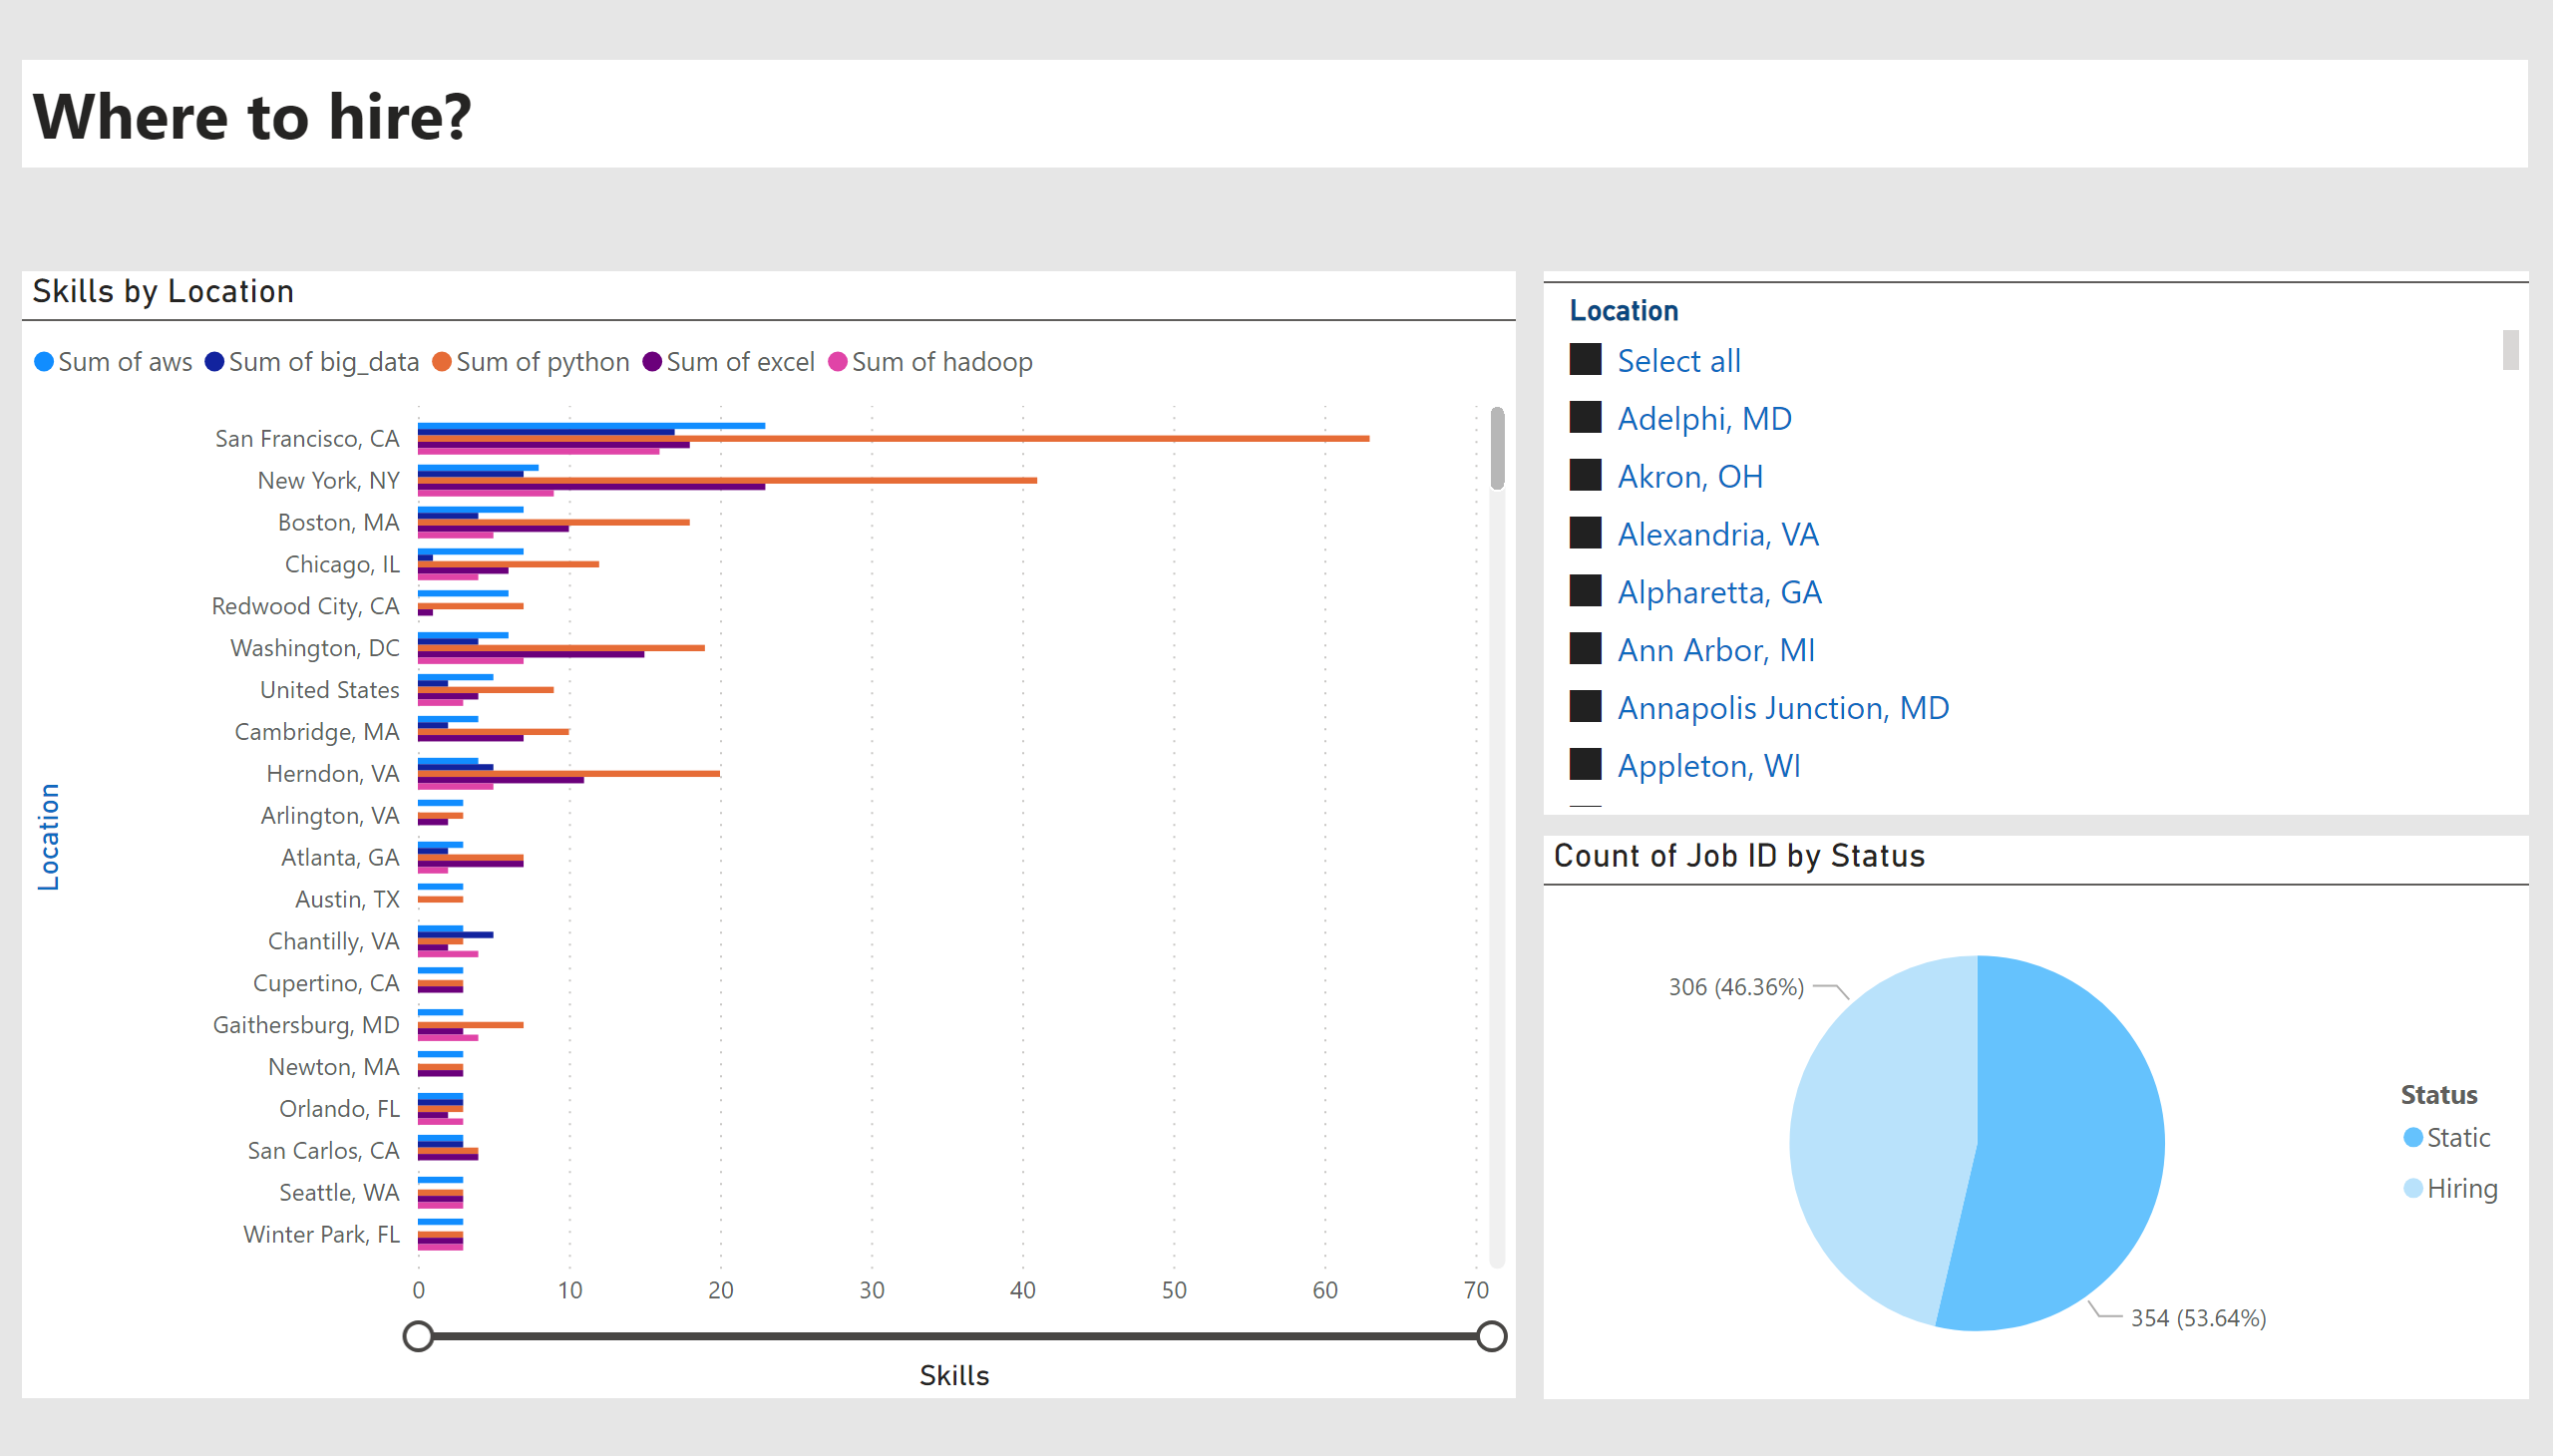 Where to hire?
Skills by Location
Sum of aws Sum of big_data Sum of python Sum of excel Sum of hadoop
Location
San Francisco, CA
New York, NY
Boston, MA
Chicago, IL
Redwood City, CA
Washington, DC
United States
Cambridge, MA
Herndon, VA
Arlington, VA
Atlanta, GA
Austin, TX
Chantilly, VA
Cupertino, CA
Gaithersburg, MD
Newton, MA
Orlando, FL
San Carlos, CA
Seattle, WA
Winter Park, FL
0 10 20 30 40 50 60 70
Skills
Location
Select all
Adelphi, MD
Akron, OH
Alexandria, VA
Alpharetta, GA
Ann Arbor, MI
Annapolis Junction, MD
Appleton, WI
Count of Job ID by Status
306 (46.36%)
354 (53.64%)
Status
Static
Hiring